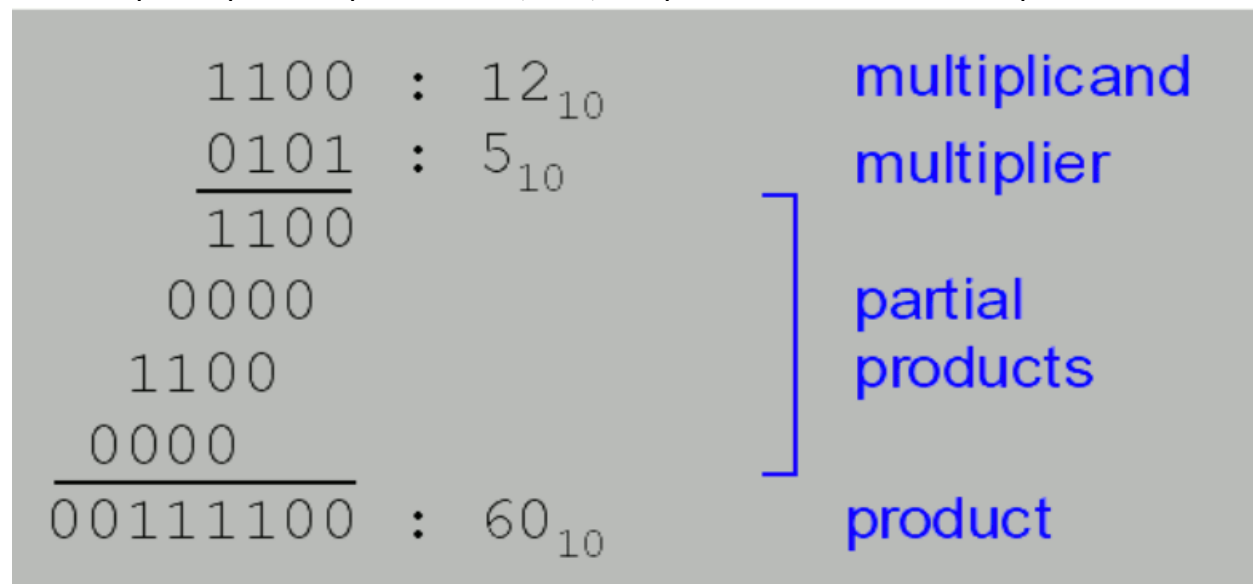 1100 : 12₁₀ multiplicand
0101 : 5₁₀ multiplier
1100
0000 partial
1100 products
0000
00111100 : 60₁₀ product